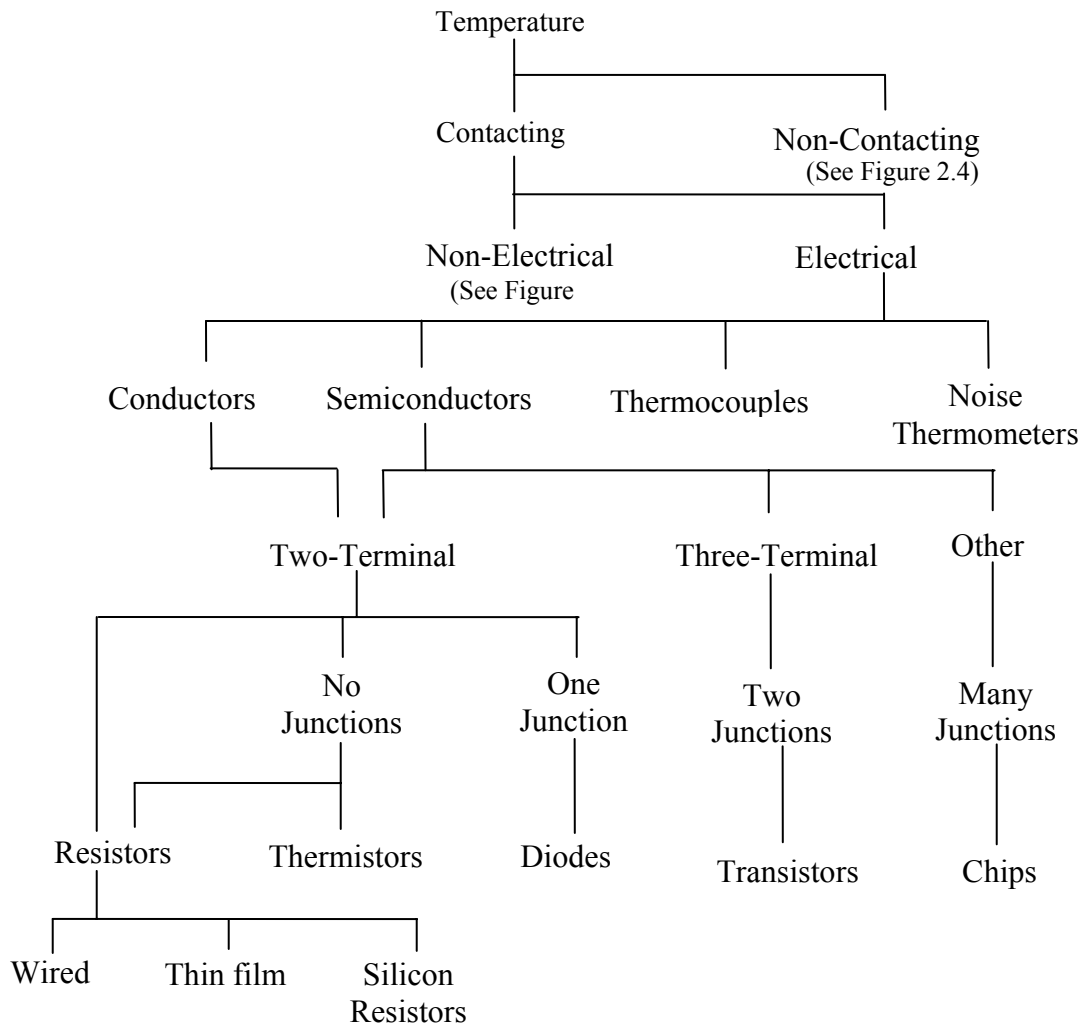 Temperature
Contacting
Non-Contacting
(See Figure 2.4)
Non-Electrical
(See Figure
Electrical
Conductors
Semiconductors
Thermocouples
Noise
Thermometers
Two-Terminal
Three-Terminal
Other
No
Junctions
One
Junction
Two
Junctions
Many
Junctions
Resistors
Thermistors
Diodes
Transistors
Chips
Wired
Thin film
Silicon
Resistors